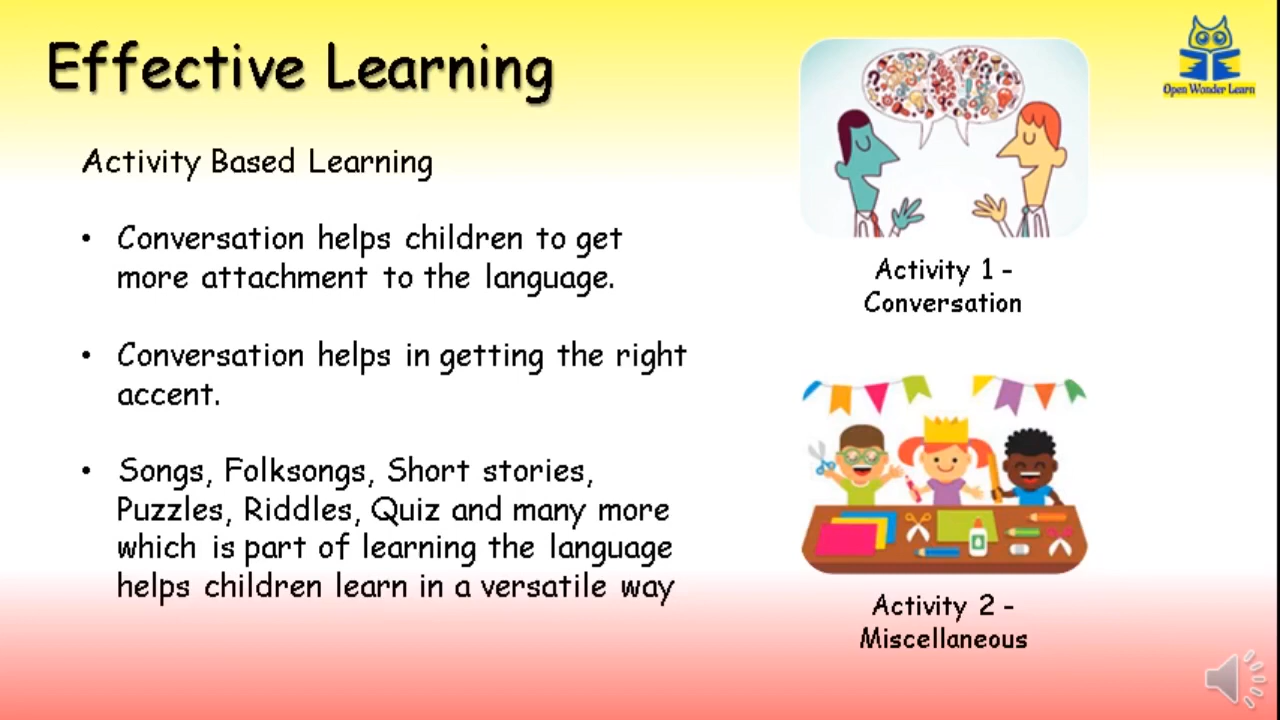 Effective Learning
Open Wonder Learn
Activity Based Learning
• Conversation helps children to get
more attachment to the language.
• Conversation helps in getting the right
accent.
• Songs, Folksongs, Short stories,
Puzzles, Riddles, Quiz and many more
which is part of learning the language
helps children learn in a versatile way
Activity 1 -
Conversation
Activity 2 -
Miscellaneous